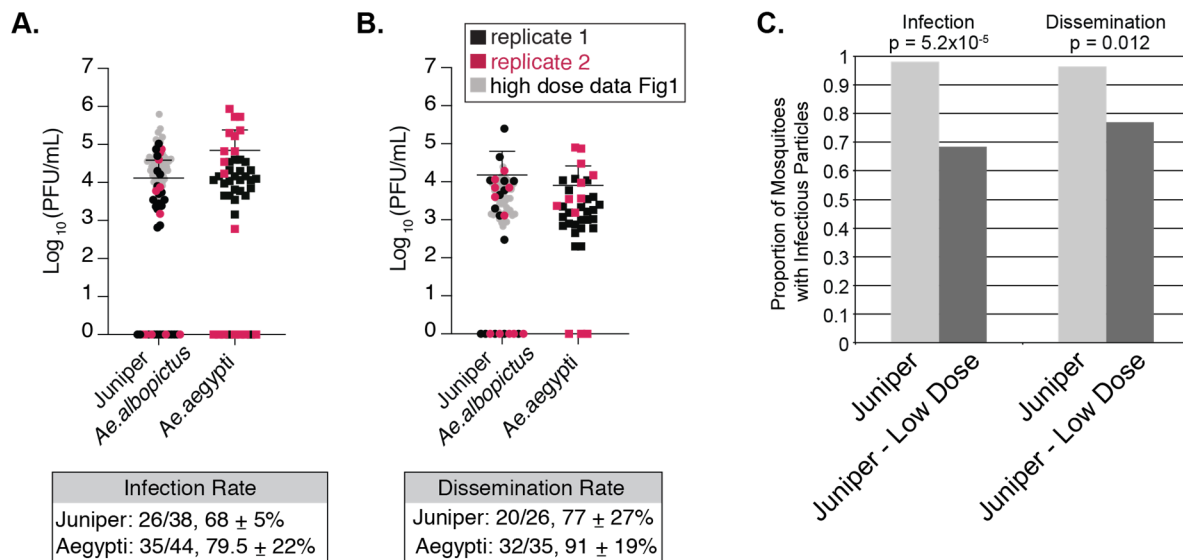 A.
Log10(PFU/mL)
7
6
5
4
3
2
1
0
Juniper
Ae.albopictus
Ae.aegypti
Infection Rate
Juniper: 26/38, 68 ± 5%
Aegypti: 35/44, 79.5 ± 22%
B.
replicate 1
replicate 2
high dose data Fig1
Log10(PFU/mL)
7
6
5
4
3
2
1
0
Juniper
Ae.albopictus
Ae.aegypti
Dissemination Rate
Juniper: 20/26, 77 ± 27%
Aegypti: 32/35, 91 ± 19%
C.
Infection
p = 5.2x10-5
Dissemination
p = 0.012
Proportion of Mosquitoes
with Infectious Particles
1
0.9
0.8
0.7
0.6
0.5
0.4
0.3
0.2
0.1
0
Juniper
Juniper - Low Dose
Juniper
Juniper - Low Dose